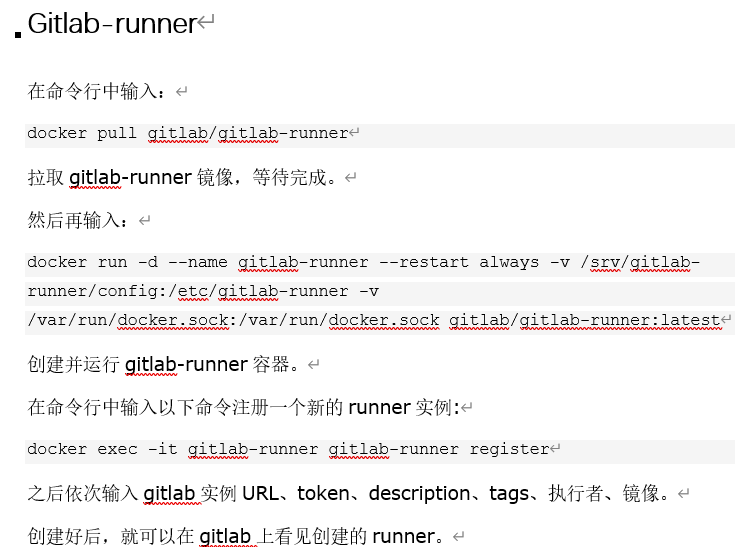 Gitlab-runner
在命令行中输入：
docker pull gitlab/gitlab-runner
拉取 gitlab-runner 镜像，等待完成。
然后再输入：
docker run -d --name gitlab-runner --restart always -v /srv/gitlab-
runner/config:/etc/gitlab-runner -v
/var/run/docker.sock:/var/run/docker.sock gitlab/gitlab-runner:latest
创建并运行 gitlab-runner 容器。
在命令行中输入以下命令注册一个新的 runner 实例:
docker exec -it gitlab-runner gitlab-runner register
之后依次输入 gitlab 实例 URL、token、description、tags、执行者、镜像。
创建好后，就可以在 gitlab 上看见创建的 runner。